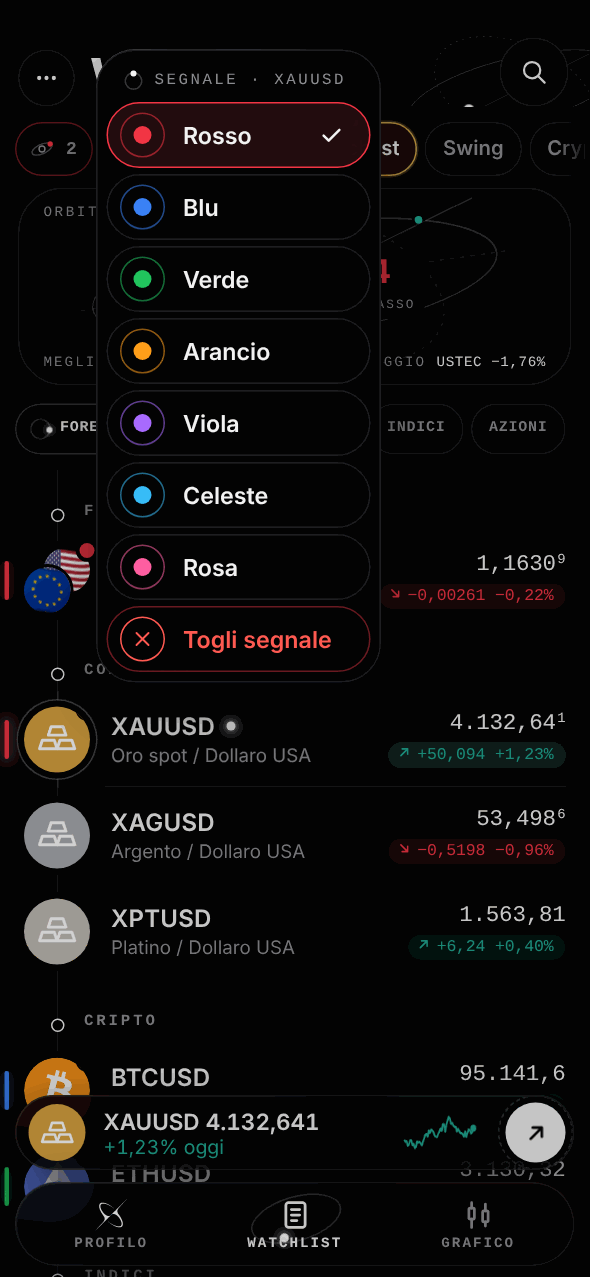 SEGNALE · XAUUSD
Rosso
Blu
Verde
Arancio
Viola
Celeste
Rosa
Togli segnale
2
st
Swing
Cry
ORBIT
4
ASSO
MEGLI
GGIO USTEC −1,76%
FORE
INDICI
AZIONI
F
1,1630⁹
−0,00261 −0,22%
CO
XAUUSD
4.132,64¹
Oro spot / Dollaro USA
+50,094 +1,23%
XAGUSD
53,498⁶
Argento / Dollaro USA
−0,5198 −0,96%
XPTUSD
1.563,81
Platino / Dollaro USA
+6,24 +0,40%
CRIPTO
BTCUSD
95.141,6
XAUUSD 4.132,641
+1,23% oggi
ETHUSD
3.130,32
PROFILO
WATCHLIST
GRAFICO
INDICI